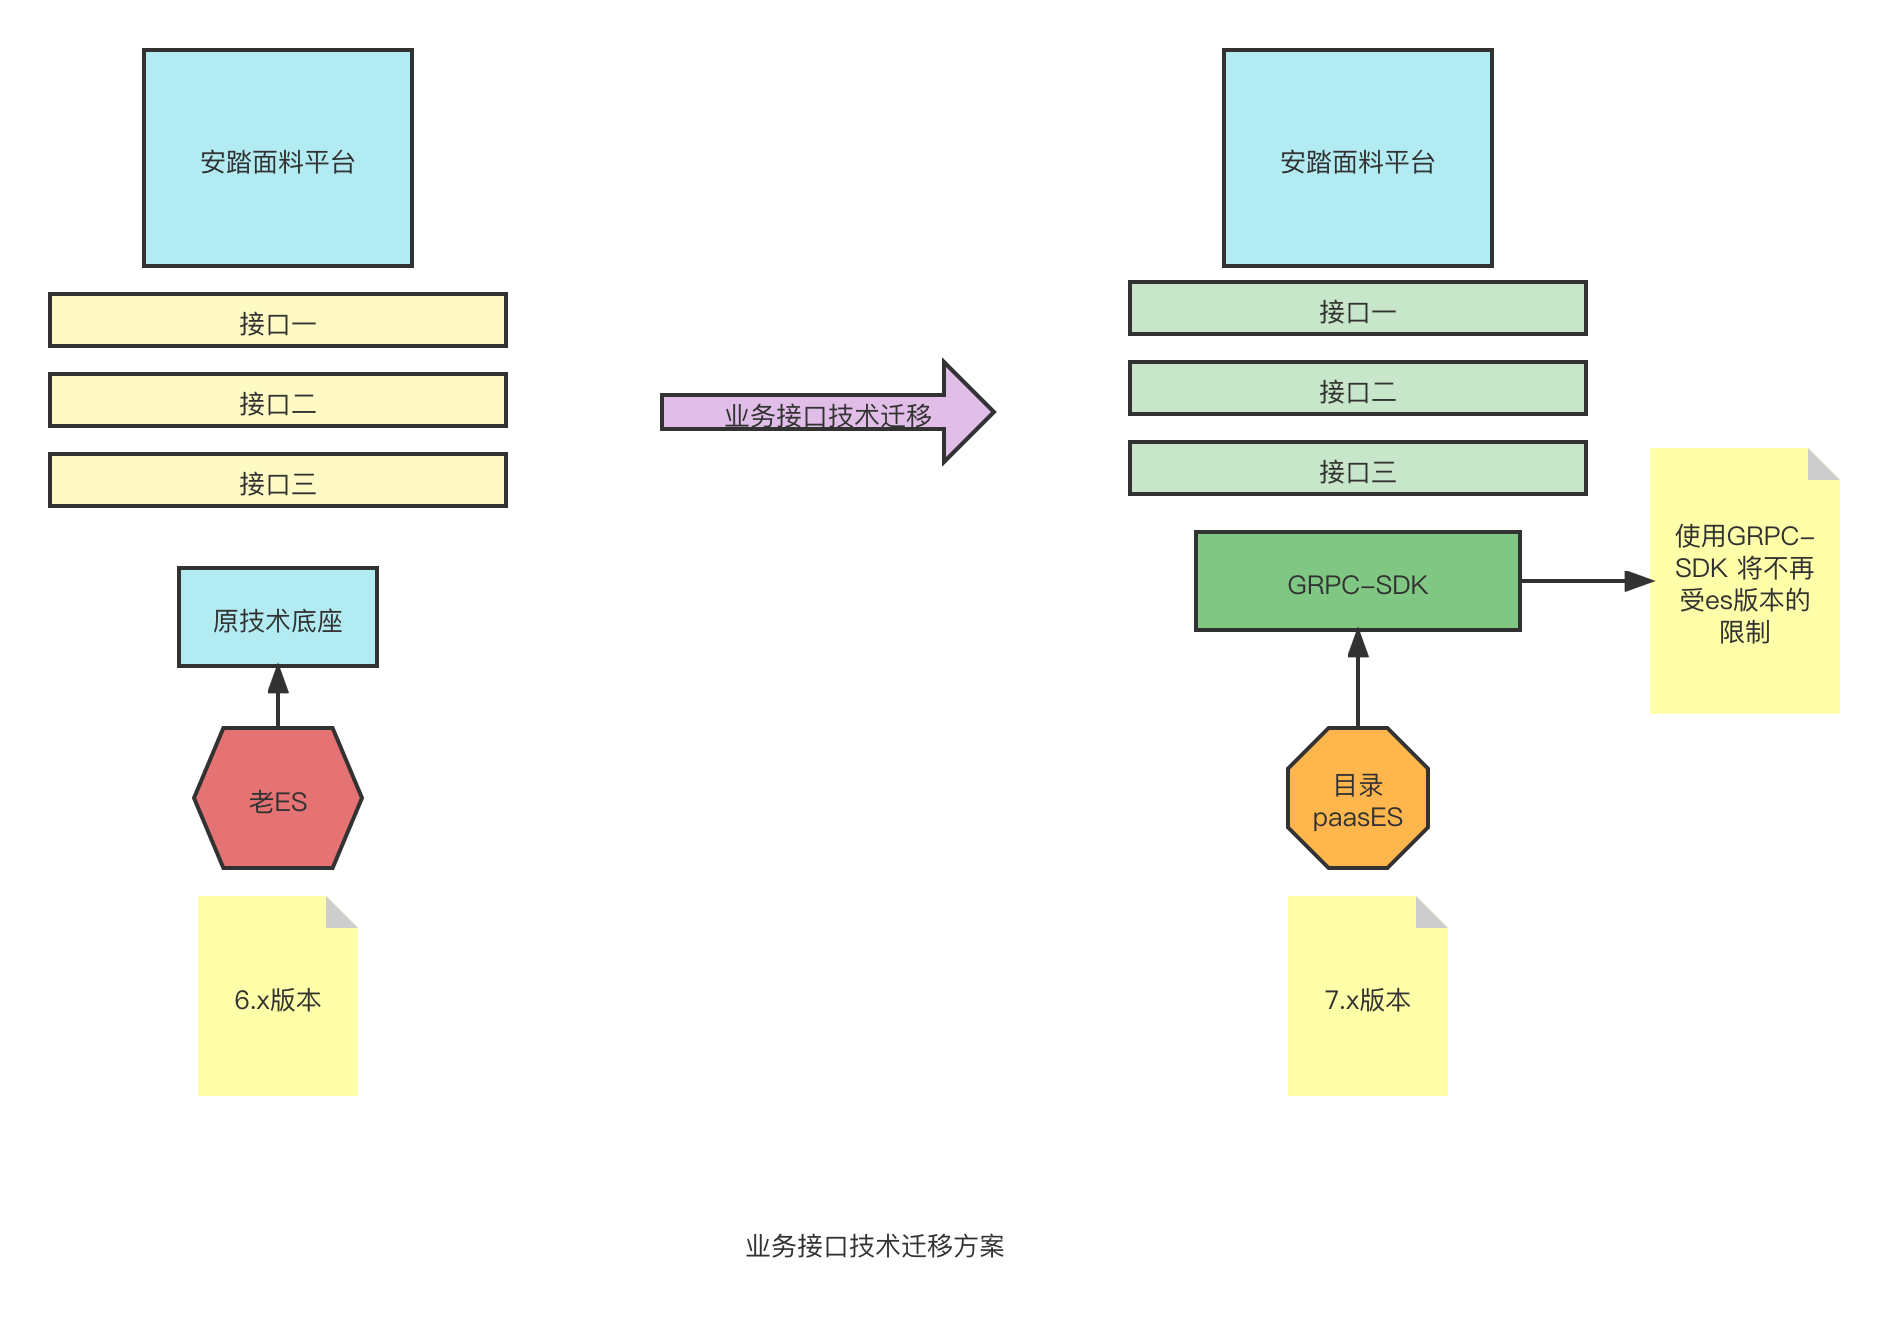 安踏面料平台
接口一
接口二
接口三
原技术底座
老ES
6.x版本
业务接口技术迁移
安踏面料平台
接口一
接口二
接口三
GRPC-SDK
使用GRPC-
SDK 将不再
受es版本的
限制
目录
paasES
7.x版本
业务接口技术迁移方案